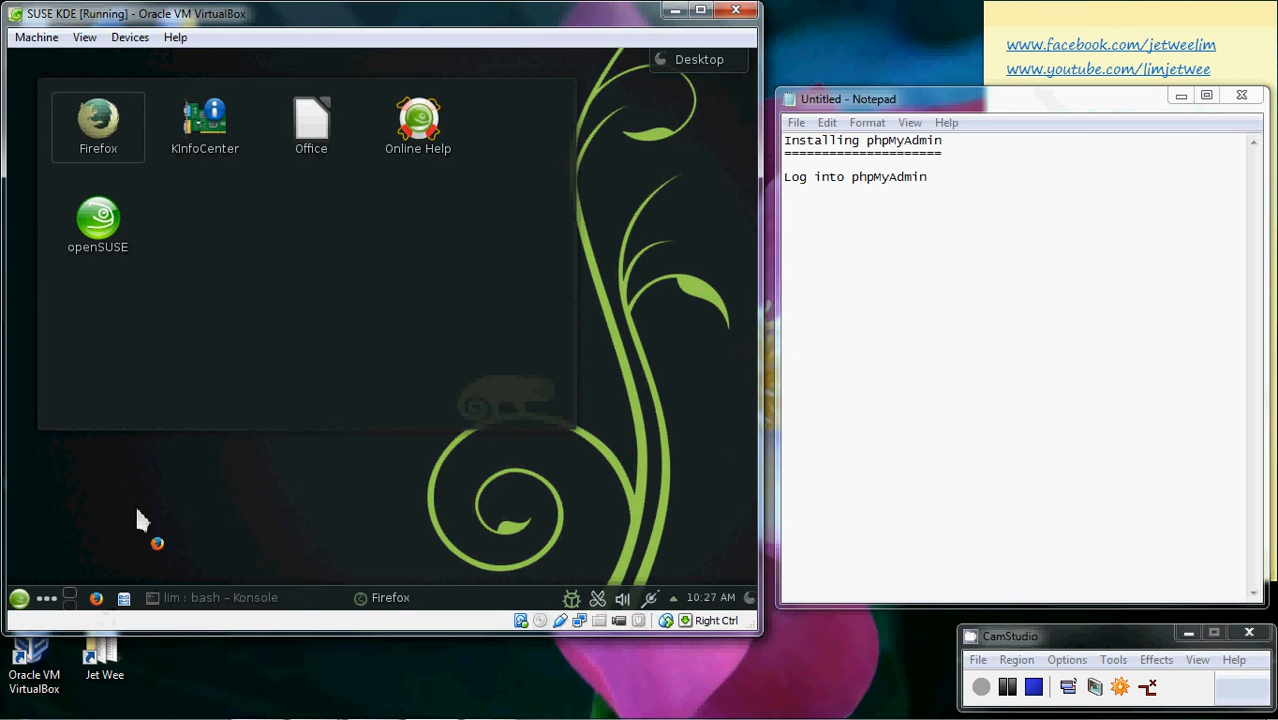 SUSE KDE [Running] - Oracle VM VirtualBox
Machine View Devices Help
Desktop
Firefox
KInfoCenter
Office
Online Help
openSUSE
lim : bash – Konsole
Firefox
10:27 AM
Right Ctrl
Oracle VM
VirtualBox
Jet Wee
www.facebook.com/jetweelim
www.youtube.com/limjetwee
Untitled - Notepad
File Edit Format View Help
Installing phpMyAdmin
=====================
Log into phpMyAdmin
CamStudio
File Region Options Tools Effects View Help